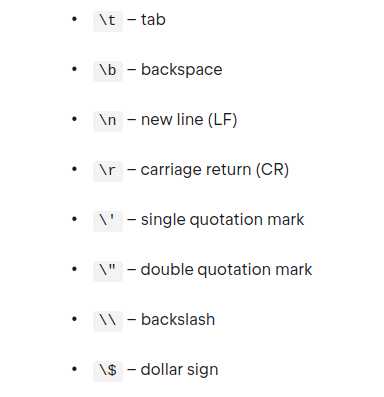 • \t – tab
• \b – backspace
• \n – new line (LF)
• \r – carriage return (CR)
• \' – single quotation mark
• \" – double quotation mark
• \\ – backslash
• \$ – dollar sign